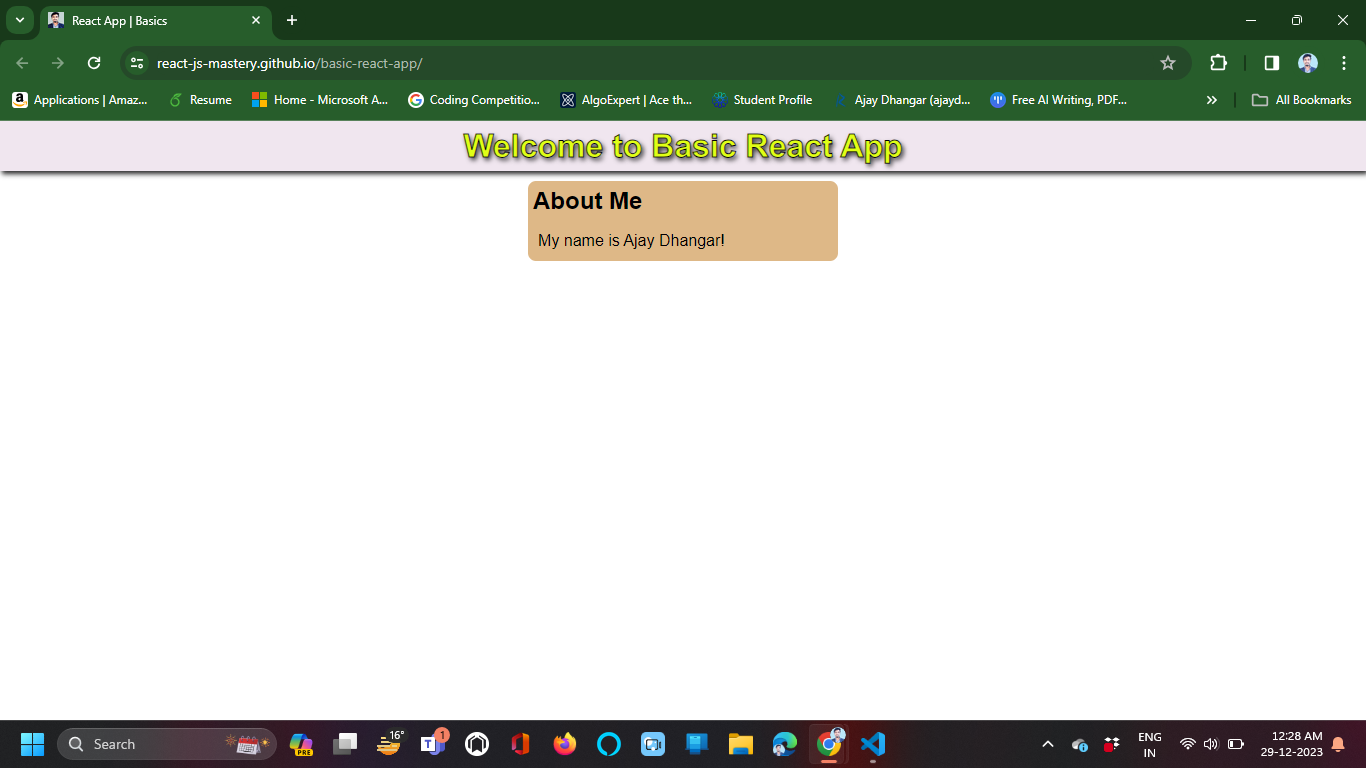 React App | Basics
react-js-mastery.github.io/basic-react-app/
Applications | Amaz... Resume Home - Microsoft A... Coding Competitio... AlgoExpert | Ace th... Student Profile Ajay Dhangar (ajayd... Free AI Writing, PDF... All Bookmarks
Welcome to Basic React App
About Me
My name is Ajay Dhangar!
Search PRE 16° T 1 ENG 12:28 AM
IN 29-12-2023